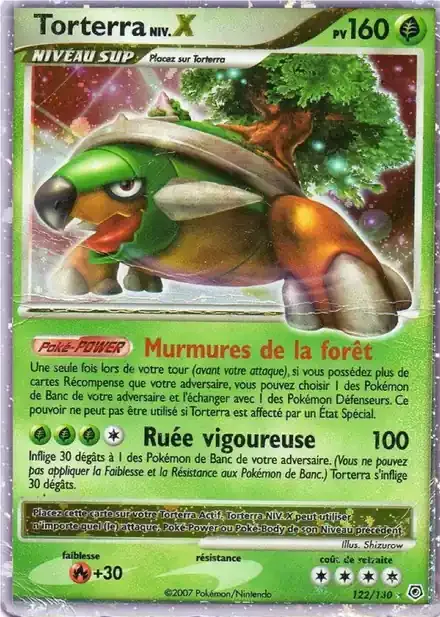 Torterra NIV. X PV 160
NIVEAU SUP Placez sur Torterra
Poké-POWER Murmures de la forêt
Une seule fois lors de votre tour (avant votre attaque), si vous possédez plus de
cartes Récompense que votre adversaire, vous pouvez choisir 1 des Pokémon
de Banc de votre adversaire et l'échanger avec 1 des Pokémon Défenseurs. Ce
pouvoir ne peut pas être utilisé si Torterra est affecté par un État Spécial.
Ruée vigoureuse 100
Inflige 30 dégâts à 1 des Pokémon de Banc de votre adversaire. (Vous ne pouvez
pas appliquer la Faiblesse et la Résistance aux Pokémon de Banc.) Torterra s'inflige
30 dégâts.
Placez cette carte sur votre Torterra Actif. Torterra NIV. X peut utiliser
n'importe quel (le) attaque, Poké-Power ou Poké-Body de son Niveau précédent.
Illus. Shizurow
faiblesse résistance coût de retraite
+30
©2007 Pokémon/Nintendo 122/130